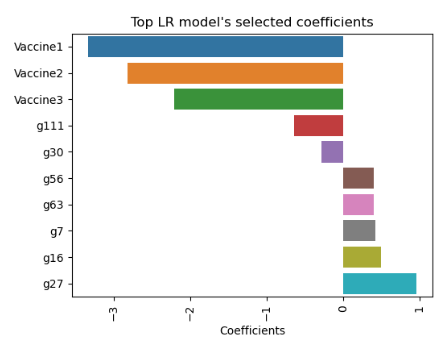 Top LR model's selected coefficients
Vaccine1
Vaccine2
Vaccine3
g111
g30
g56
g63
g7
g16
g27
−3
−2
−1
0
1
Coefficients